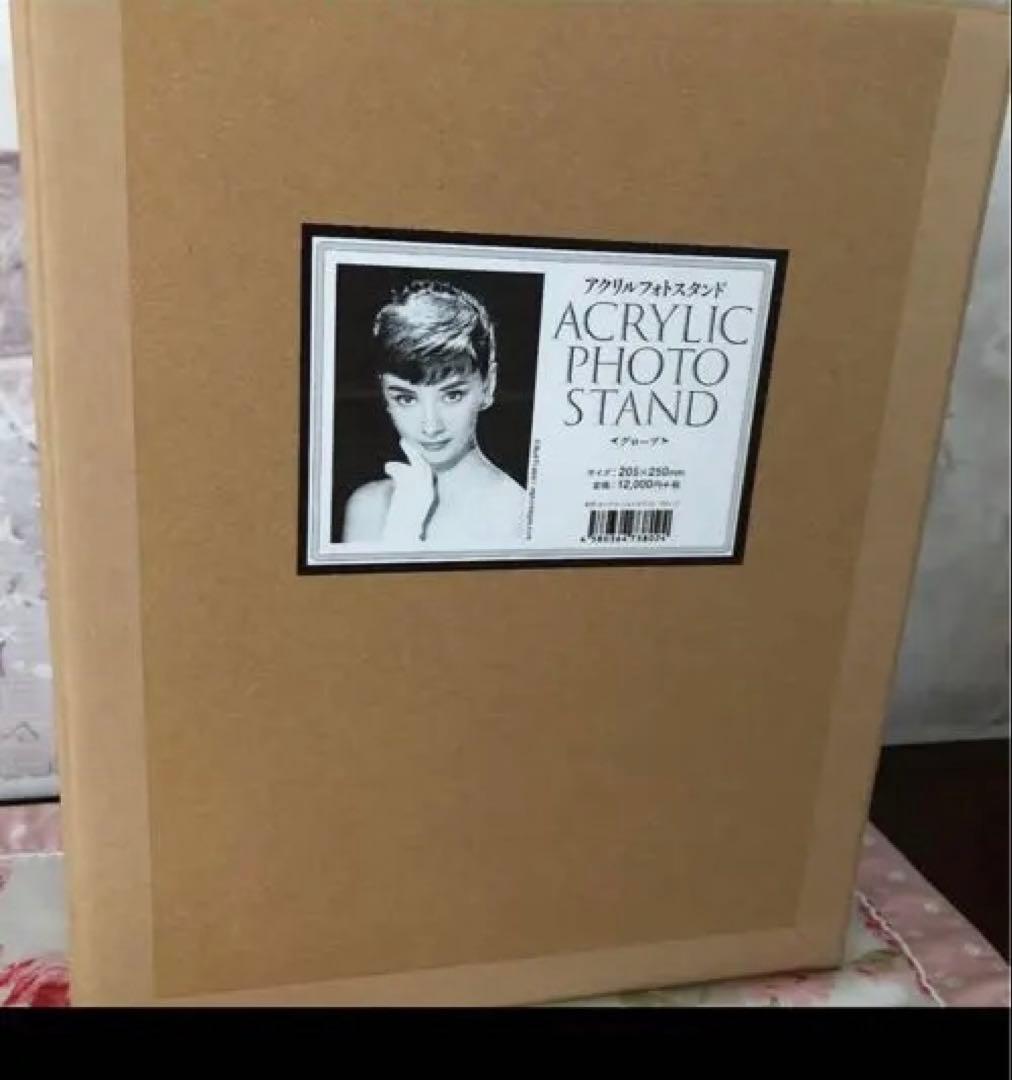 アクリルフォトスタンド
ACRYLIC
PHOTO
STAND
<グローブ>
サイズ：205×250mm
定価：12,000円+税